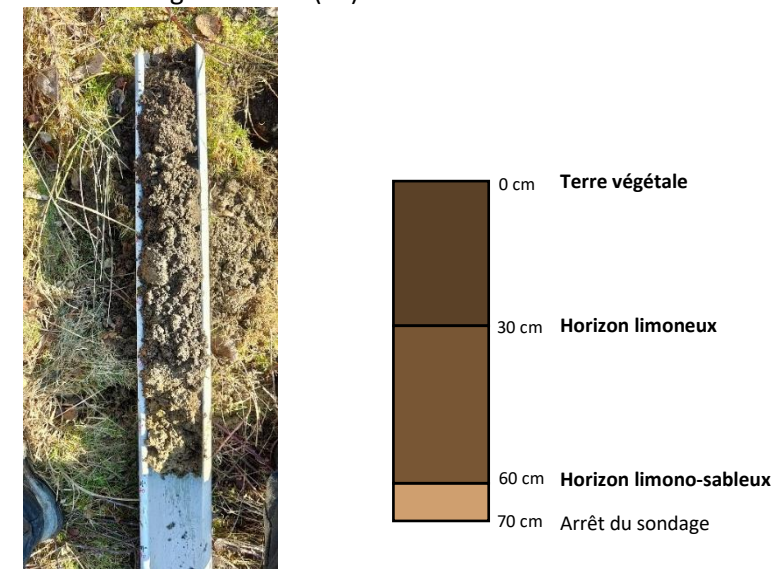 0 cm Terre végétale
30 cm Horizon limoneux
60 cm Horizon limono-sableux
70 cm Arrêt du sondage